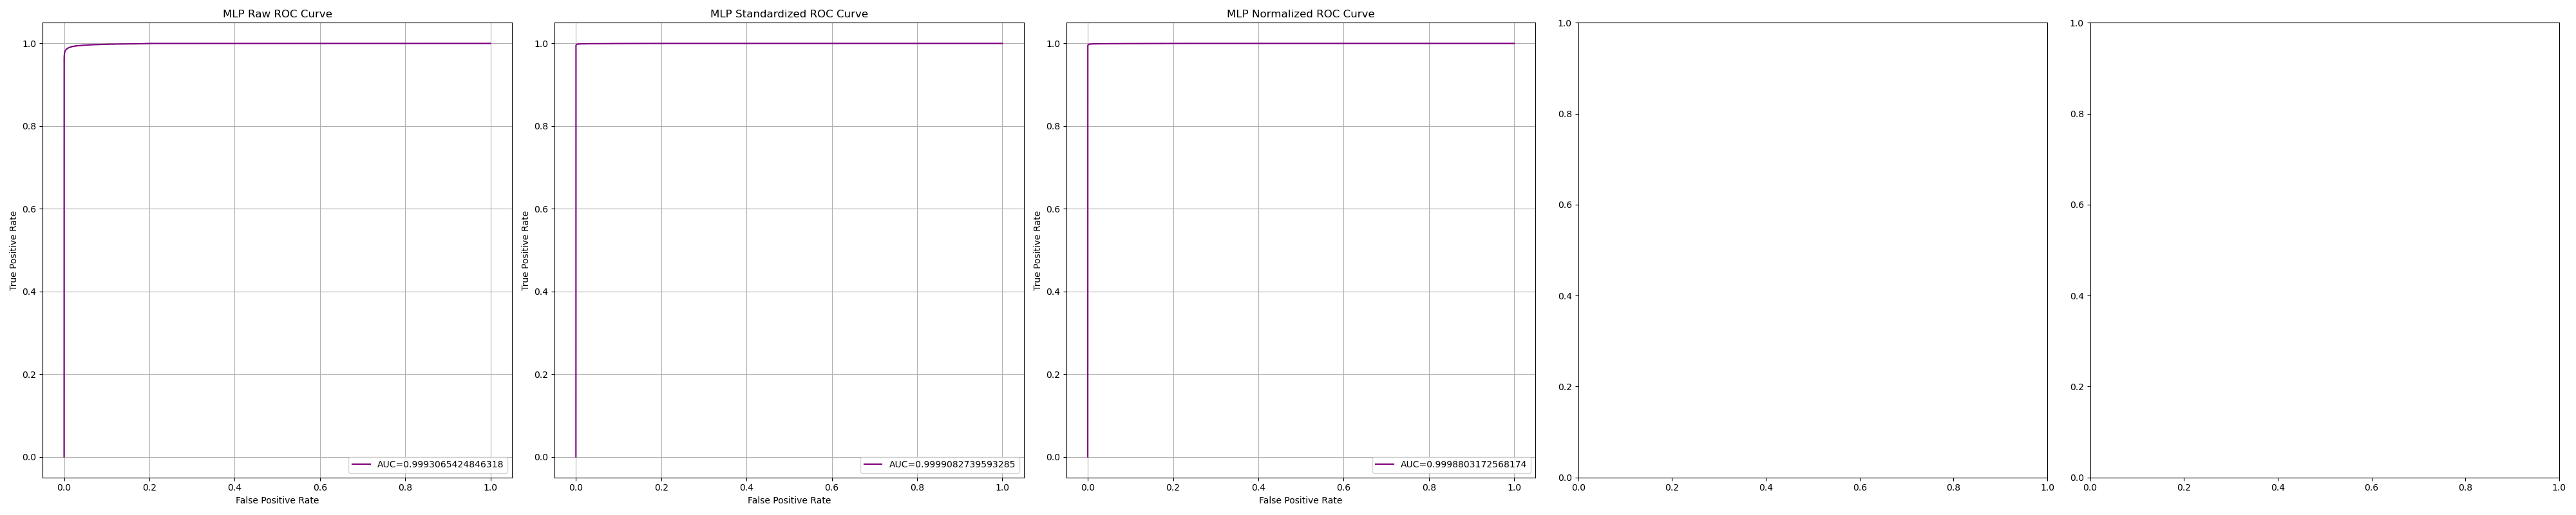 MLP Raw ROC Curve
True Positive Rate
1.0
0.8
0.6
0.4
0.2
0.0
AUC=0.9993065424846318
0.0 0.2 0.4 0.6 0.8 1.0
False Positive Rate
MLP Standardized ROC Curve
True Positive Rate
1.0
0.8
0.6
0.4
0.2
0.0
AUC=0.9999082739593285
0.0 0.2 0.4 0.6 0.8 1.0
False Positive Rate
MLP Normalized ROC Curve
True Positive Rate
1.0
0.8
0.6
0.4
0.2
0.0
AUC=0.9998803172568174
0.0 0.2 0.4 0.6 0.8 1.0
False Positive Rate
1.0
0.8
0.6
0.4
0.2
0.0
0.0 0.2 0.4 0.6 0.8 1.0
1.0
0.8
0.6
0.4
0.2
0.0
0.0 0.2 0.4 0.6 0.8 1.0